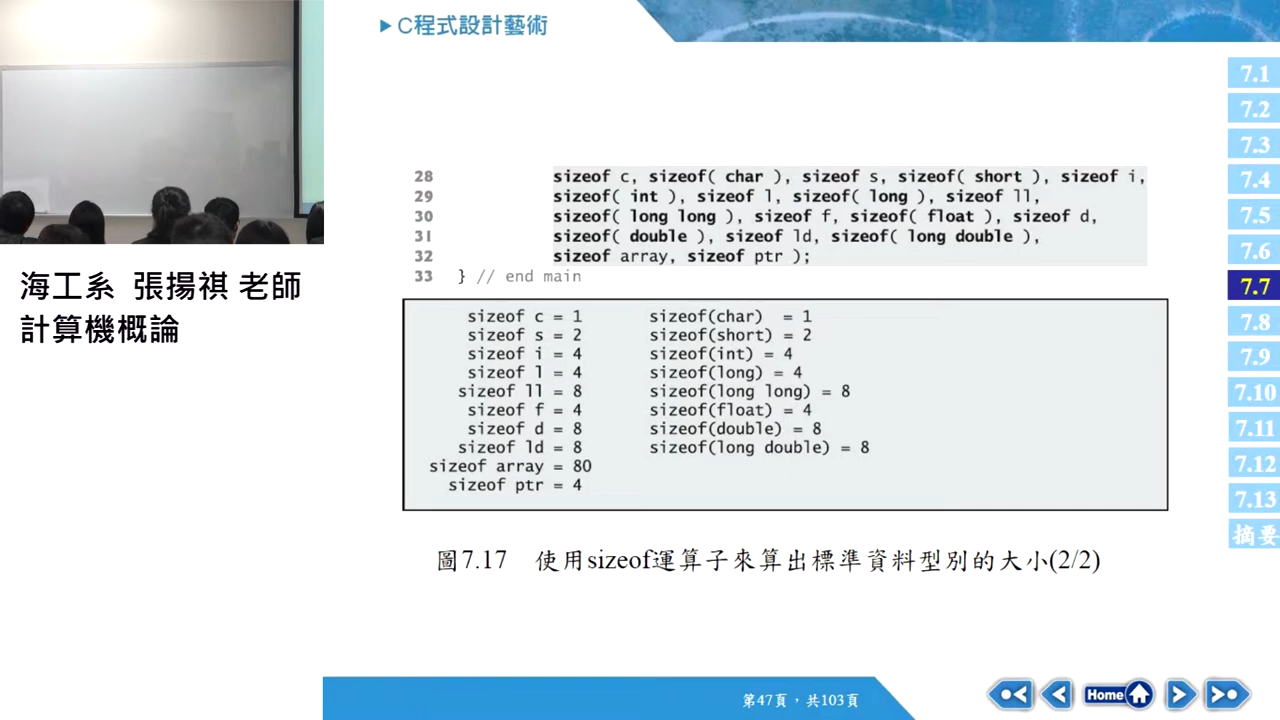 C程式設計藝術
海工系 張揚祺 老師
計算機概論
28 sizeof c, sizeof( char ), sizeof s, sizeof( short ), sizeof i,
29 sizeof( int ), sizeof l, sizeof( long ), sizeof ll,
30 sizeof( long long ), sizeof f, sizeof( float ), sizeof d,
31 sizeof( double ), sizeof ld, sizeof( long double ),
32 sizeof array, sizeof ptr );
33 } // end main
sizeof c = 1 sizeof(char) = 1
sizeof s = 2 sizeof(short) = 2
sizeof i = 4 sizeof(int) = 4
sizeof l = 4 sizeof(long) = 4
sizeof ll = 8 sizeof(long long) = 8
sizeof f = 4 sizeof(float) = 4
sizeof d = 8 sizeof(double) = 8
sizeof ld = 8 sizeof(long double) = 8
sizeof array = 80
sizeof ptr = 4
圖7.17 使用sizeof運算子來算出標準資料型別的大小(2/2)
7.1
7.2
7.3
7.4
7.5
7.6
7.7
7.8
7.9
7.10
7.11
7.12
7.13
摘要
第47頁，共103頁
Home